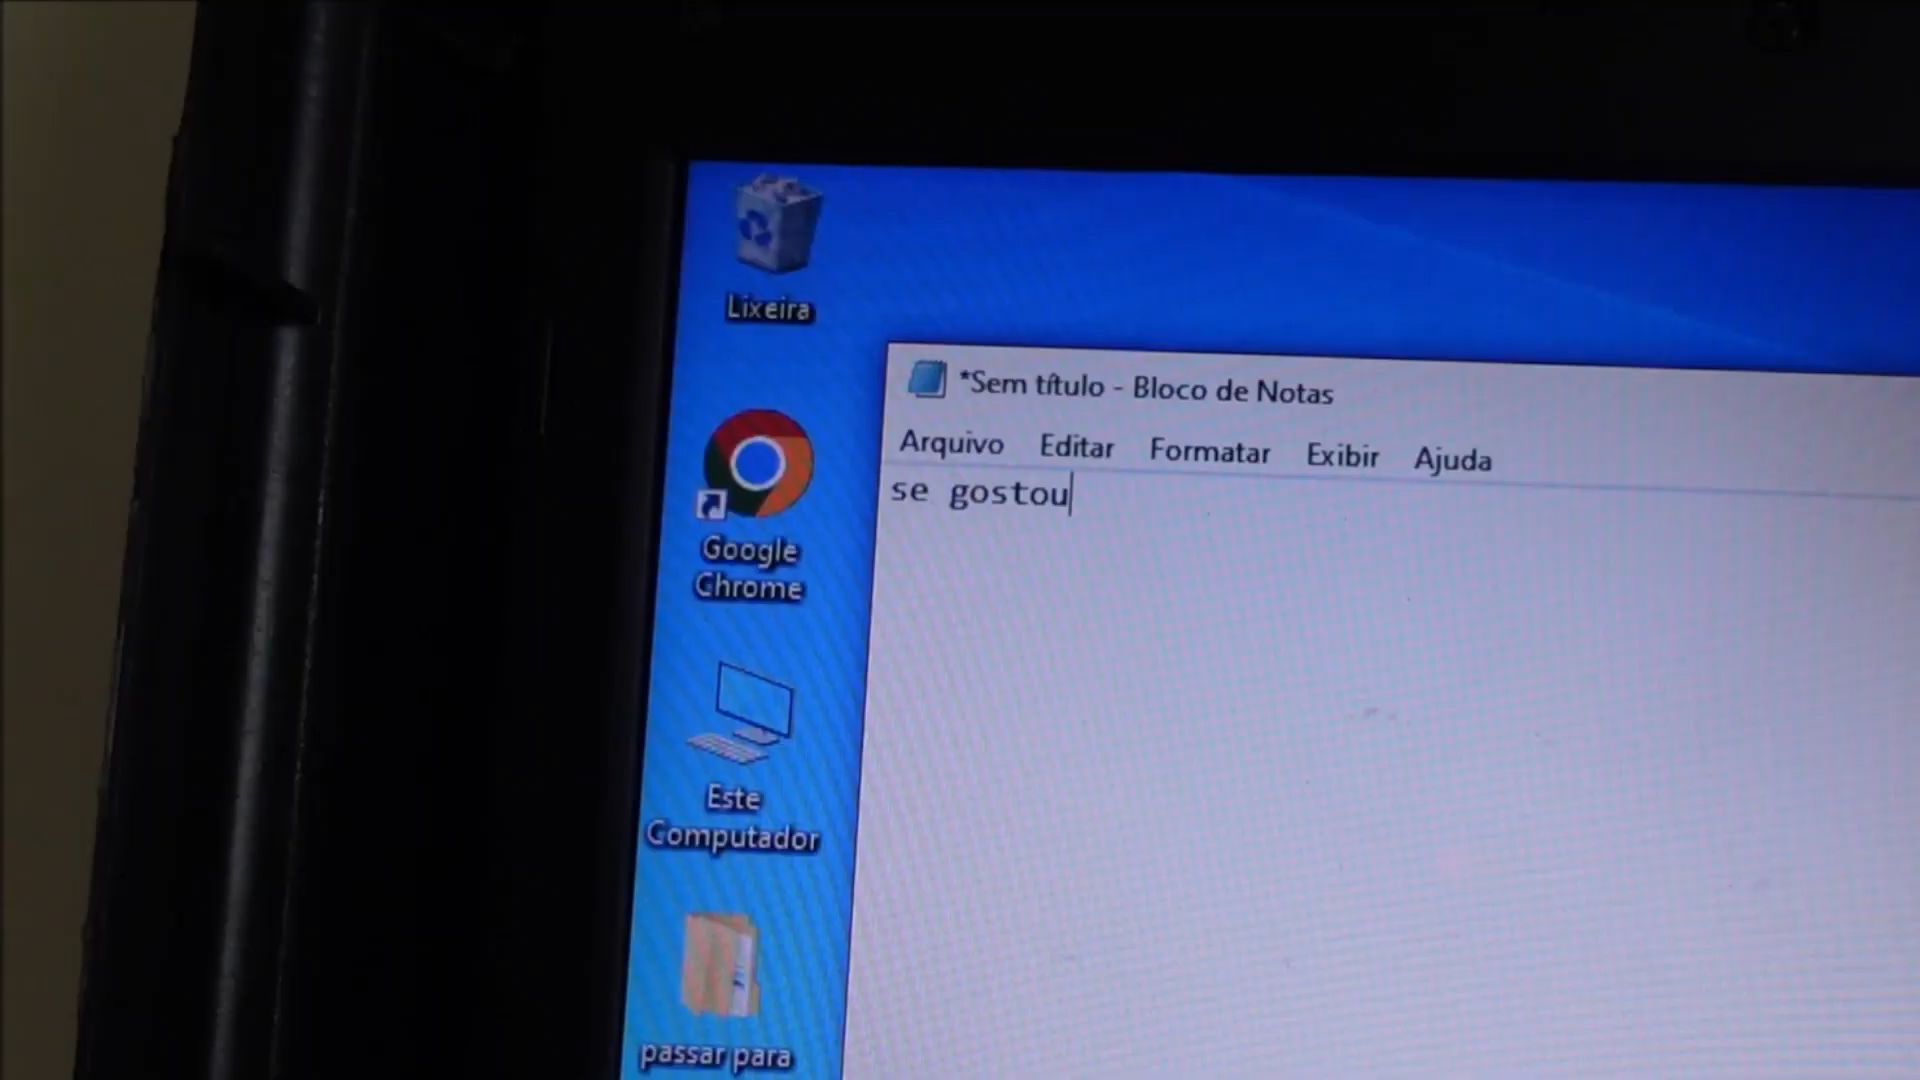 Lixeira
*Sem título - Bloco de Notas
Arquivo Editar Formatar Exibir Ajuda
se gostou
Google
Chrome
Este
Computador
passar para